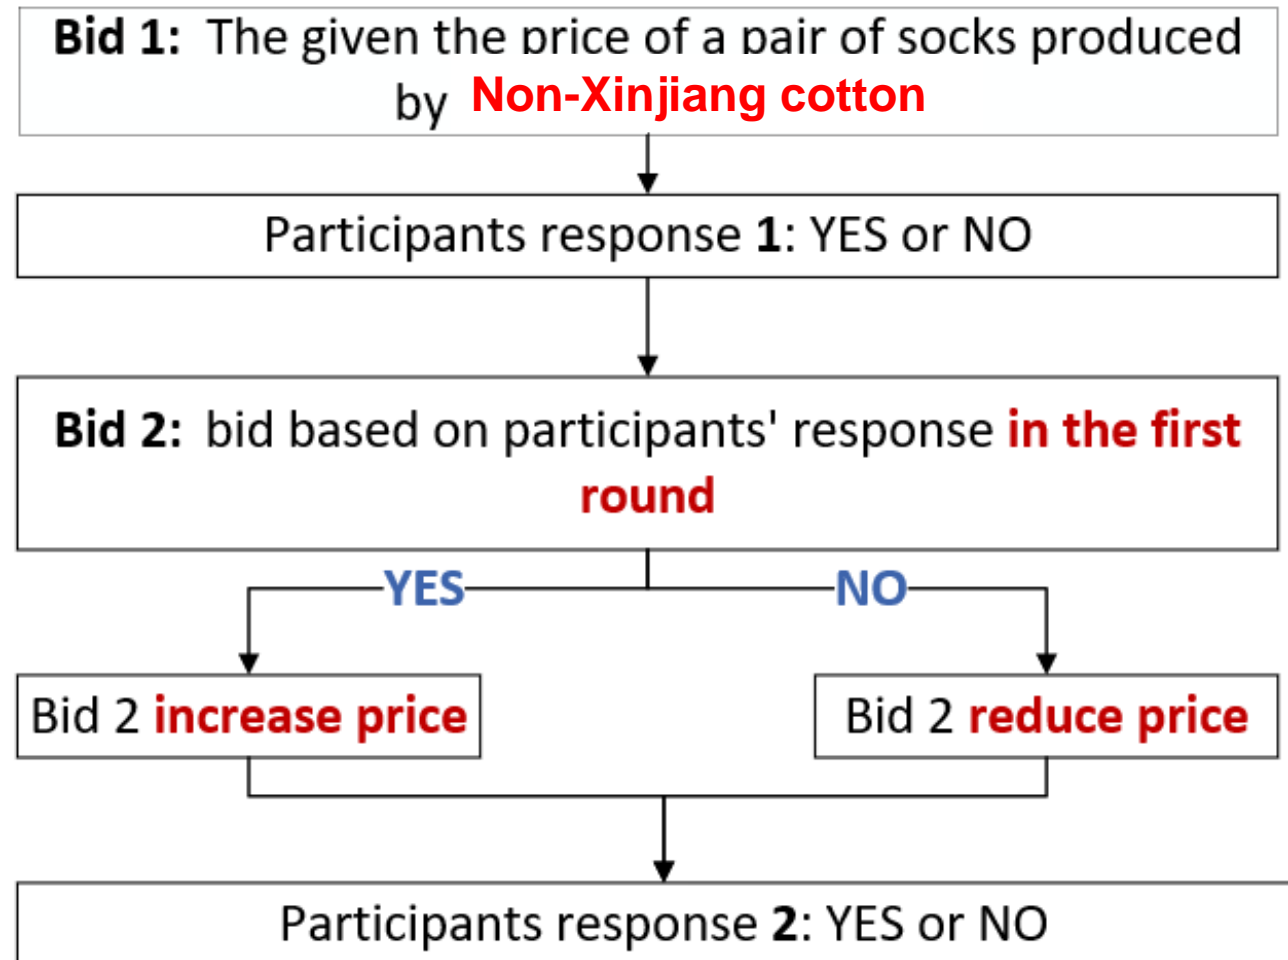 Bid 1: The given the price of a pair of socks produced
by Non-Xinjiang cotton
Participants response 1: YES or NO
Bid 2: bid based on participants' response in the first
round
YES
NO
Bid 2 increase price
Bid 2 reduce price
Participants response 2: YES or NO